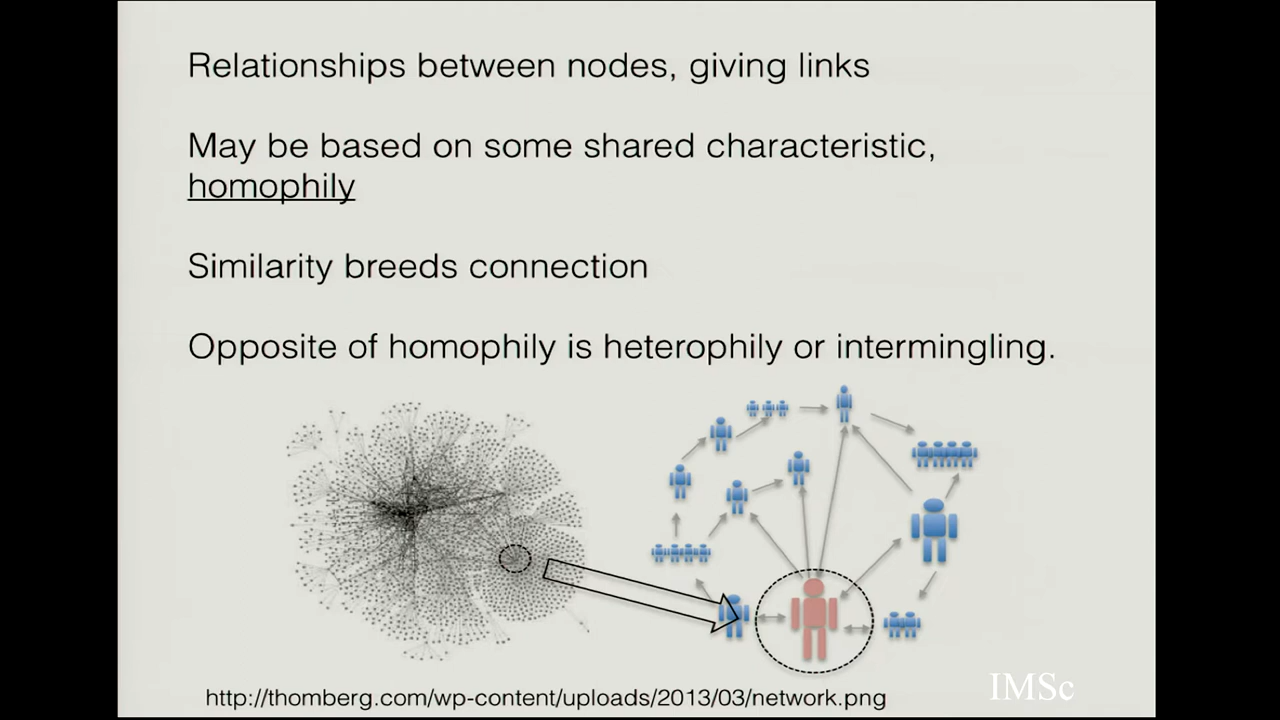 Relationships between nodes, giving links
May be based on some shared characteristic,
homophily
Similarity breeds connection
Opposite of homophily is heterophily or intermingling.
http://thomberg.com/wp-content/uploads/2013/03/network.png
IMSc